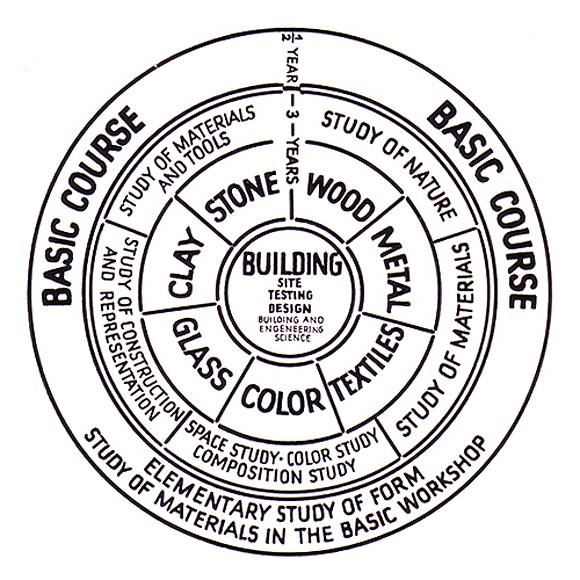 BASIC COURSE
BASIC COURSE
1/2 YEAR
3 — YEARS
STUDY OF MATERIALS
AND TOOLS
STUDY OF NATURE
STUDY OF MATERIALS
SPACE STUDY · COLOR STUDY
COMPOSITION STUDY
STUDY OF CONSTRUCTION
AND REPRESENTATION
STONE
WOOD
METAL
TEXTILES
COLOR
GLASS
CLAY
BUILDING
SITE
TESTING
DESIGN
BUILDING AND
ENGENEERING
SCIENCE
ELEMENTARY STUDY OF FORM
STUDY OF MATERIALS IN THE BASIC WORKSHOP